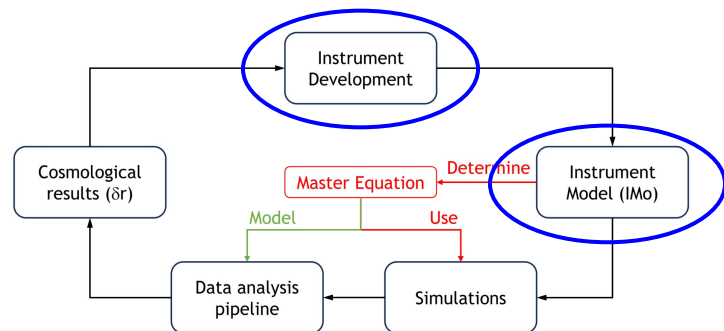 Instrument
Development
Cosmological
results (δr)
Master Equation
Determine
Instrument
Model (IMo)
Model
Use
Data analysis
pipeline
Simulations